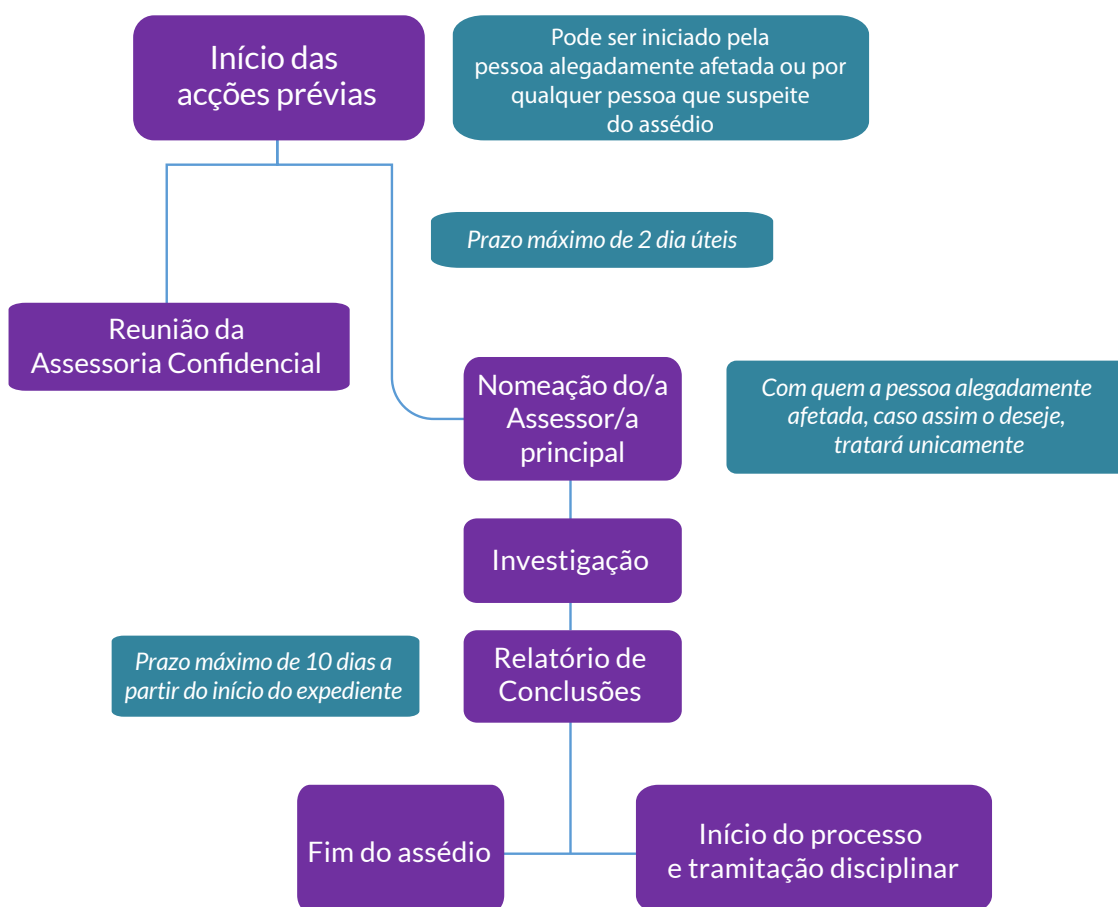 Início das
acções prévias
Pode ser iniciado pela
pessoa alegadamente afetada ou por
qualquer pessoa que suspeite
do assédio
Prazo máximo de 2 dia úteis
Reunião da
Assessoria Confidencial
Nomeação do/a
Assessor/a
principal
Com quem a pessoa alegadamente
afetada, caso assim o deseje,
tratará unicamente
Investigação
Prazo máximo de 10 dias a
partir do início do expediente
Relatório de
Conclusões
Fim do assédio
Início do processo
e tramitação disciplinar